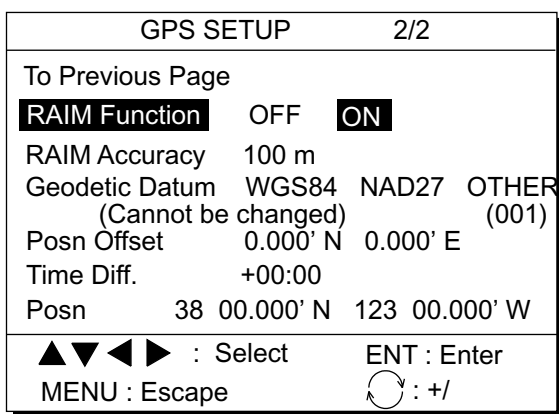 GPS SETUP 2/2
To Previous Page
RAIM Function OFF ON
RAIM Accuracy 100 m
Geodetic Datum WGS84 NAD27 OTHER
(Cannot be changed) (001)
Posn Offset 0.000' N 0.000' E
Time Diff. +00:00
Posn 38 00.000' N 123 00.000' W
▲▼◀▶ : Select ENT : Enter
MENU : Escape : +/